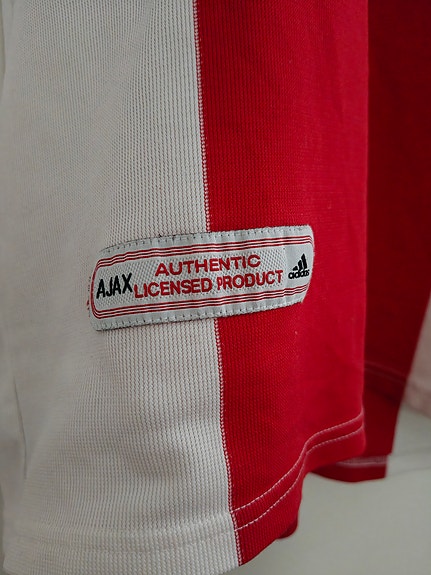 AJAX
AUTHENTIC
LICENSED PRODUCT
adidas